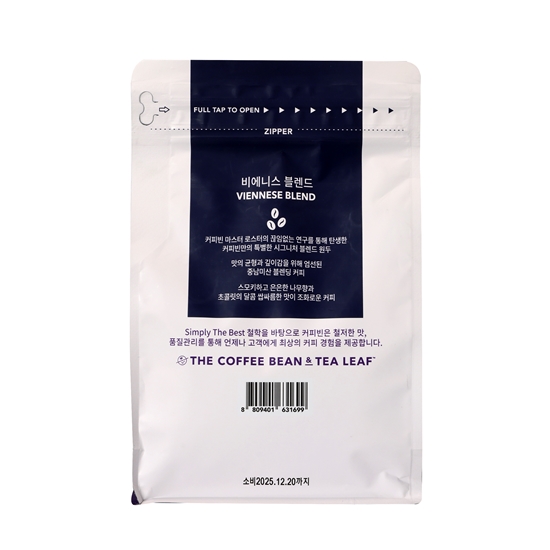 FULL TAP TO OPEN
ZIPPER
비에니스 블렌드
VIENNESE BLEND
커피빈 마스터 로스터의 끊임없는 연구를 통해 탄생한
커피빈만의 특별한 시그니처 블렌드 원두
맛의 균형과 깊이감을 위해 엄선된
중남미산 블렌딩 커피
스모키하고 은은한 나무향과
초콜릿의 달콤 쌉싸름한 맛이 조화로운 커피
Simply The Best 철학을 바탕으로 커피빈은 철저한 맛,
품질관리를 통해 언제나 고객에게 최상의 커피 경험을 제공합니다.
THE COFFEE BEAN & TEA LEAF
8 809401 631699
소비2025.12.20까지